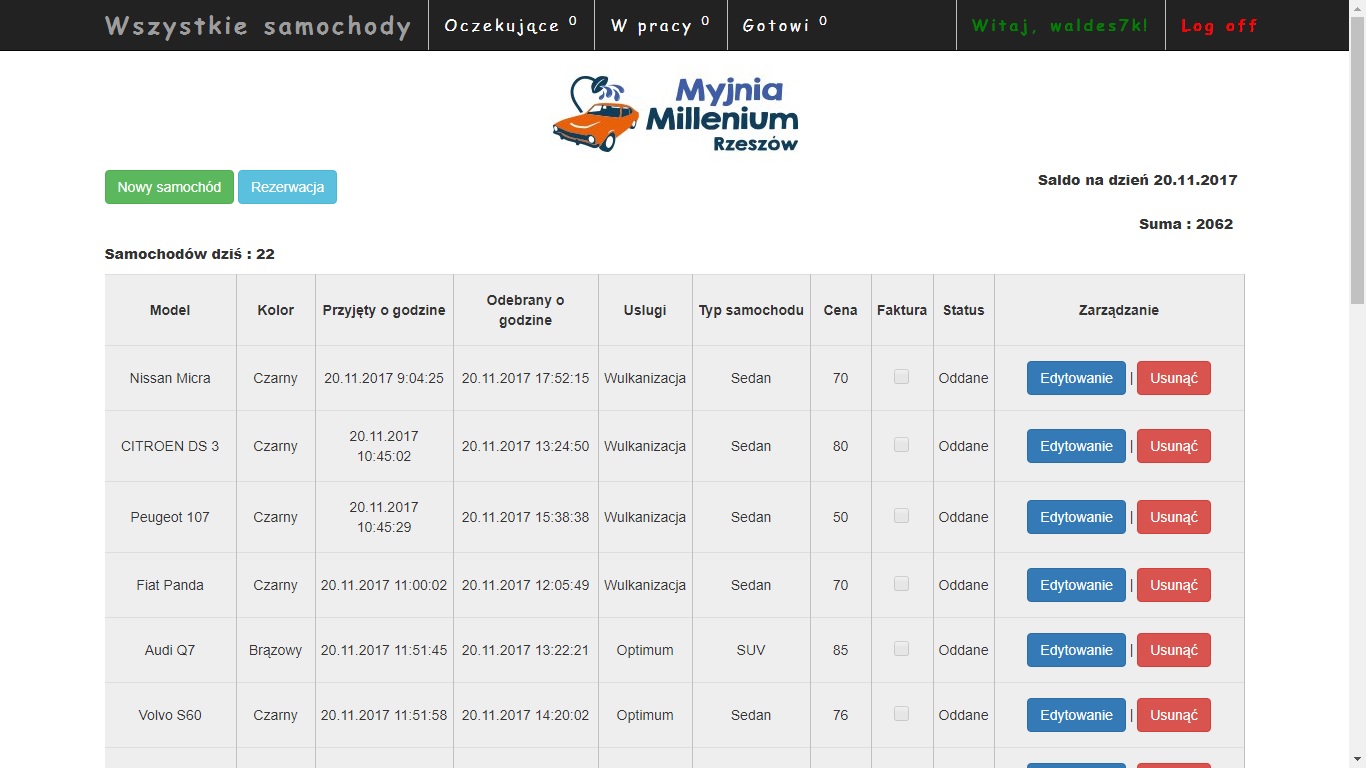 Wszystkie samochody Oczekujące 0 W pracy 0 Gotowi 0 Witaj, waldes7kl Log off
Myjnia
Millenium
Rzeszów
Nowy samochód Rezerwacja Saldo na dzień 20.11.2017
Suma : 2062
Samochodów dziś : 22
Model Kolor Przyjęty o godzine Odebrany o godzine Uslugi Typ samochodu Cena Faktura Status Zarządzanie
Nissan Micra Czarny 20.11.2017 9:04:25 20.11.2017 17:52:15 Wulkanizacja Sedan 70 Oddane Edytowanie | Usunąć
CITROEN DS 3 Czarny 20.11.2017 10:45:02 20.11.2017 13:24:50 Wulkanizacja Sedan 80 Oddane Edytowanie | Usunąć
Peugeot 107 Czarny 20.11.2017 10:45:29 20.11.2017 15:38:38 Wulkanizacja Sedan 50 Oddane Edytowanie | Usunąć
Fiat Panda Czarny 20.11.2017 11:00:02 20.11.2017 12:05:49 Wulkanizacja Sedan 70 Oddane Edytowanie | Usunąć
Audi Q7 Brązowy 20.11.2017 11:51:45 20.11.2017 13:22:21 Optimum SUV 85 Oddane Edytowanie | Usunąć
Volvo S60 Czarny 20.11.2017 11:51:58 20.11.2017 14:20:02 Optimum Sedan 76 Oddane Edytowanie | Usunąć